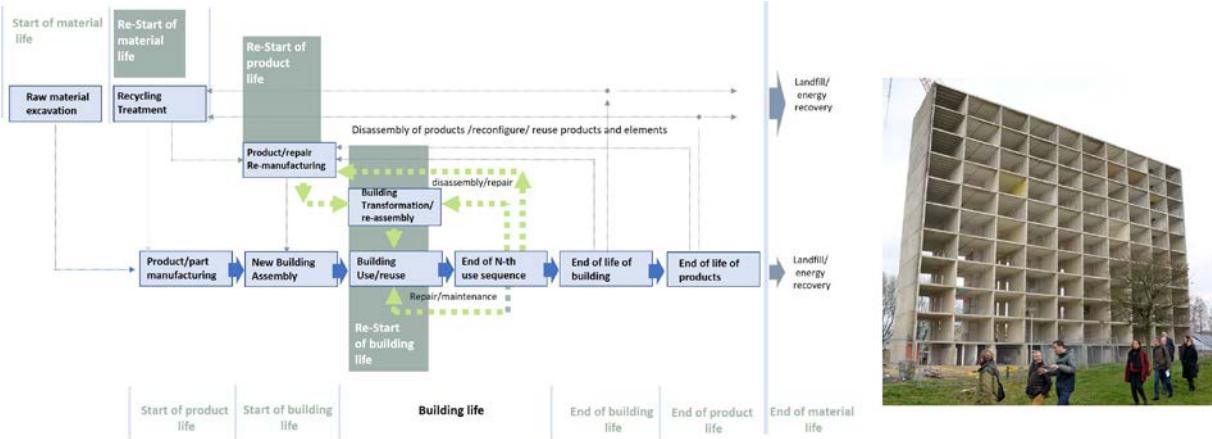 Start of material
life
Re-Start of
material
life
Re-Start of
product
life
Raw material
excavation
Recycling
Treatment
Landfill/
energy
recovery
Disassembly of products /reconfigure/ reuse products and elements
Product/repair
Re-manufacturing
disassembly/repair
Building
Transformation/
re-assembly
Product/part
manufacturing
New Building
Assembly
Building
Use/reuse
End of N-th
use sequence
End of life of
building
End of life of
products
Landfill/
energy
recovery
Repair/maintenance
Re-Start
of building
life
Start of product
life
Start of building
life
Building life
End of building
life
End of product
life
End of material
life